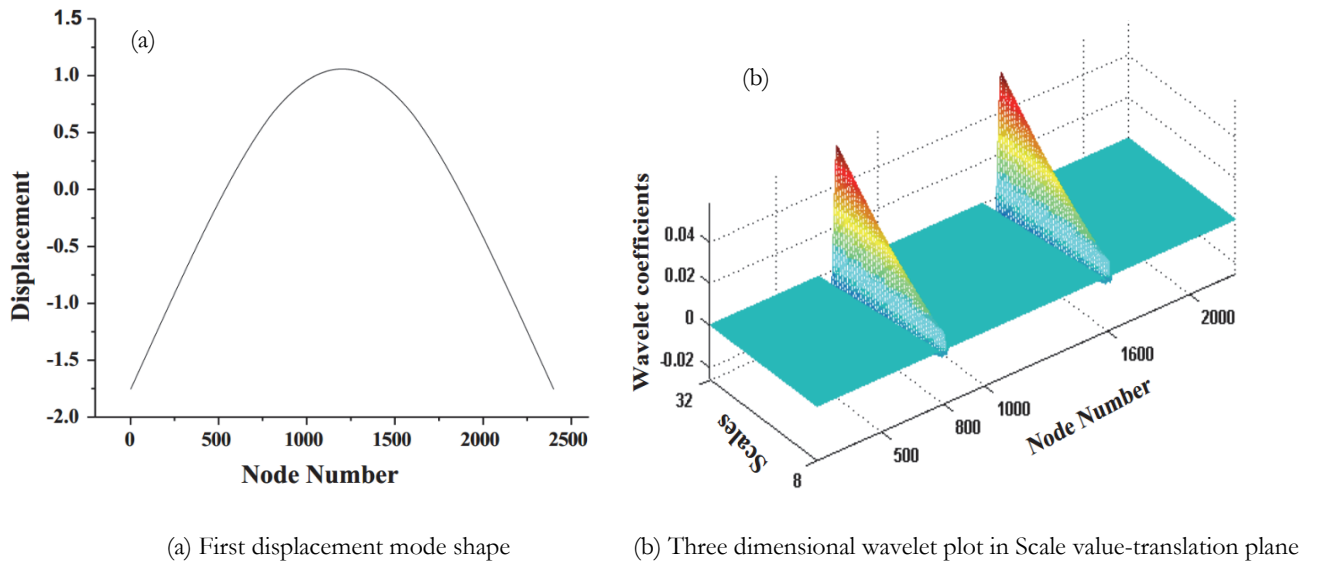 (a)
1.5
1.0
0.5
0.0
-0.5
-1.0
-1.5
-2.0
Displacement
0 500 1000 1500 2000 2500
Node Number
(b)
Wavelet coefficients
0.04
0.02
0
-0.02
32
Scales
8
500
800
1000
1600
2000
Node Number
(a) First displacement mode shape
(b) Three dimensional wavelet plot in Scale value-translation plane